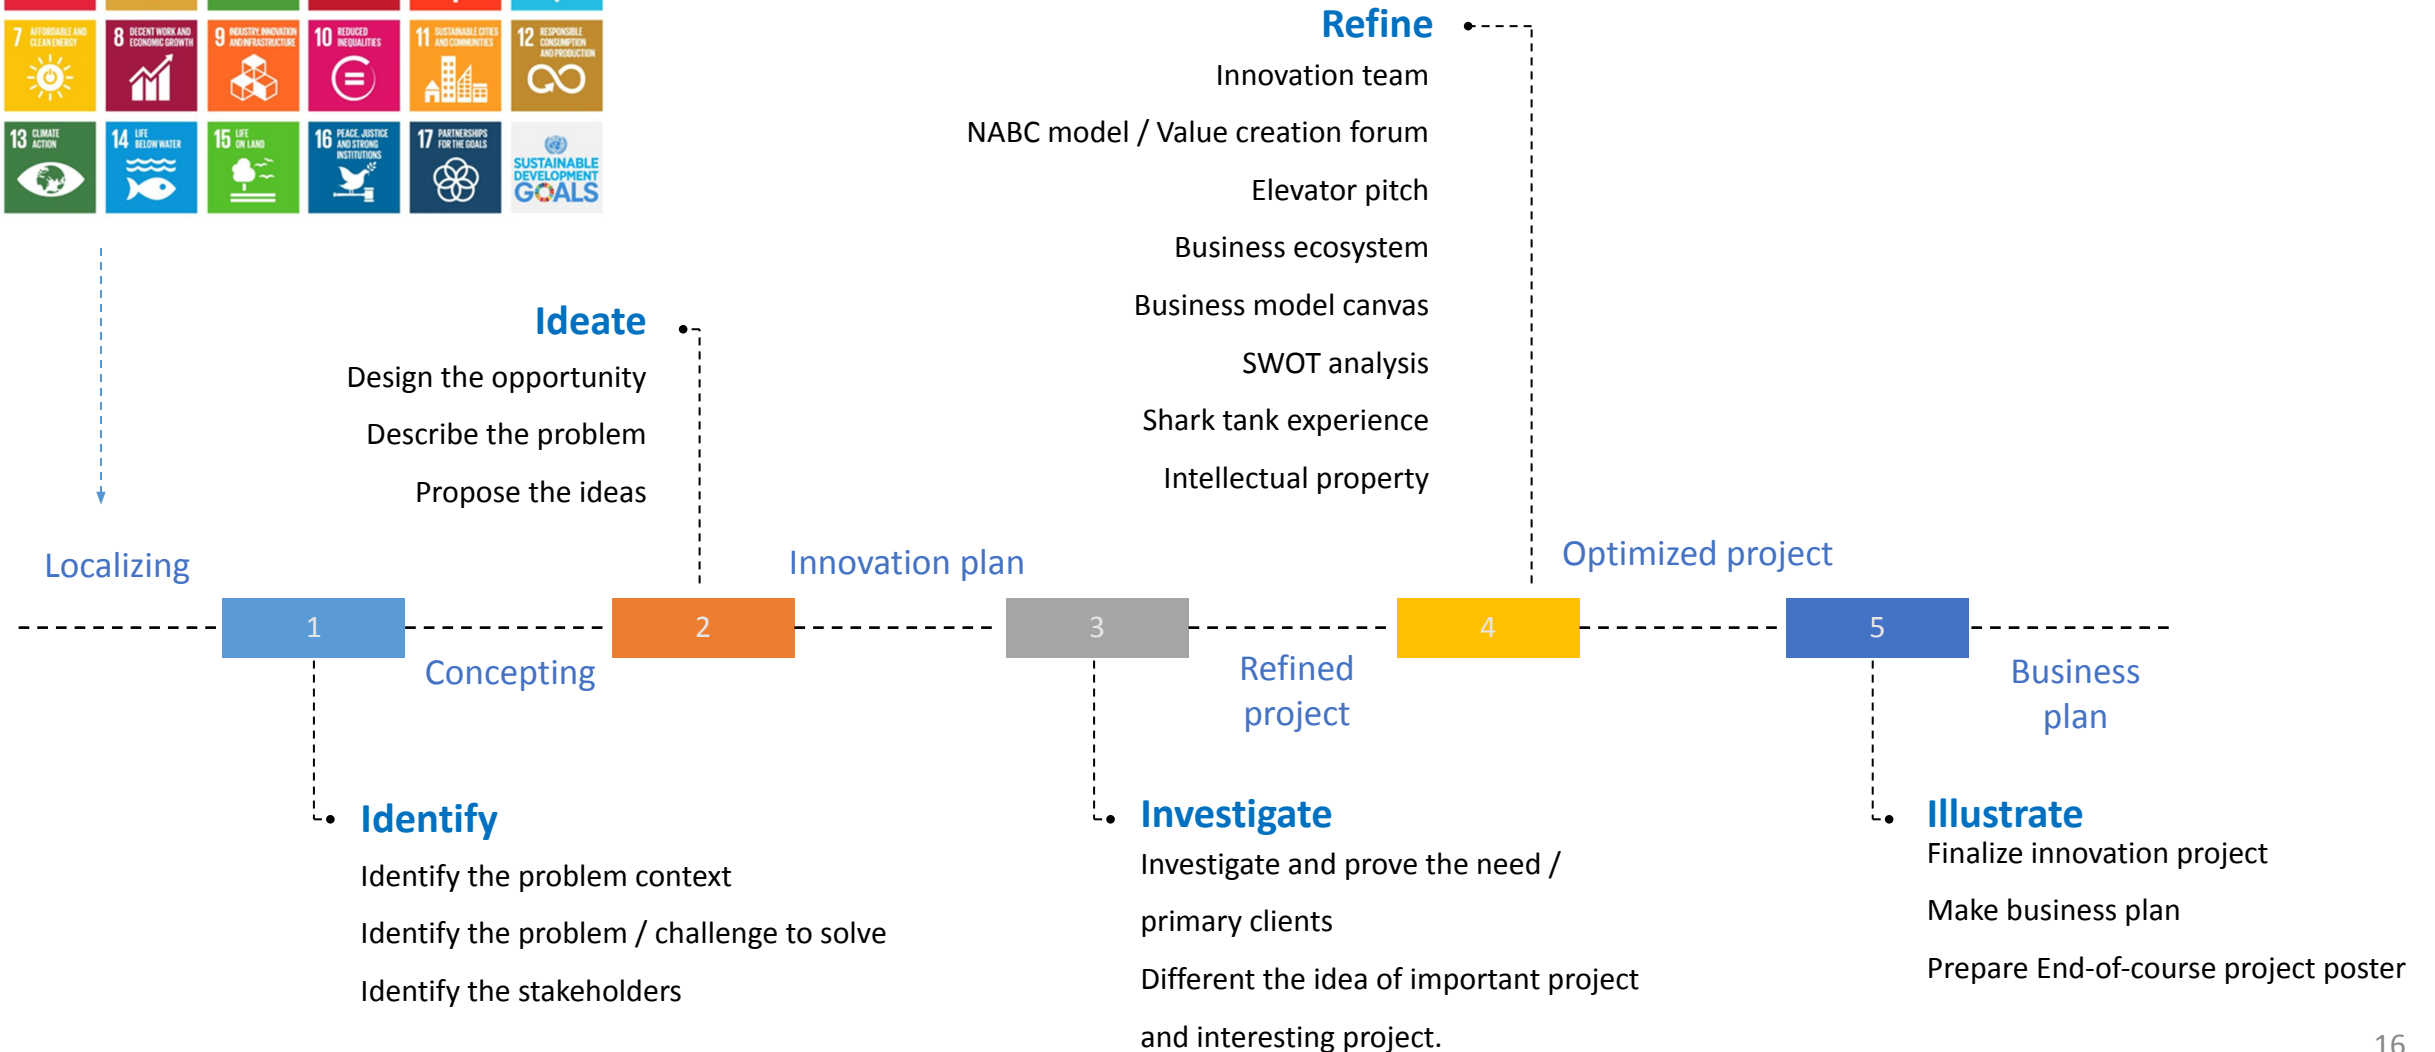 7 AFFORDABLE AND
CLEAN ENERGY
8 DECENT WORK AND
ECONOMIC GROWTH
9 INDUSTRY, INNOVATION
AND INFRASTRUCTURE
10 REDUCED
INEQUALITIES
11 SUSTAINABLE CITIES
AND COMMUNITIES
12 RESPONSIBLE
CONSUMPTION
AND PRODUCTION
13 CLIMATE
ACTION
14 LIFE
BELOW WATER
15 LIFE
ON LAND
16 PEACE, JUSTICE
AND STRONG
INSTITUTIONS
17 PARTNERSHIPS
FOR THE GOALS
SUSTAINABLE
DEVELOPMENT
GOALS
Refine
Innovation team
NABC model / Value creation forum
Elevator pitch
Business ecosystem
Business model canvas
SWOT analysis
Shark tank experience
Intellectual property
Ideate
Design the opportunity
Describe the problem
Propose the ideas
Localizing
Innovation plan
Optimized project
1
2
3
4
5
Concepting
Refined
project
Business
plan
Identify
Identify the problem context
Identify the problem / challenge to solve
Identify the stakeholders
Investigate
Investigate and prove the need /
primary clients
Different the idea of important project
and interesting project.
Illustrate
Finalize innovation project
Make business plan
Prepare End-of-course project poster
16